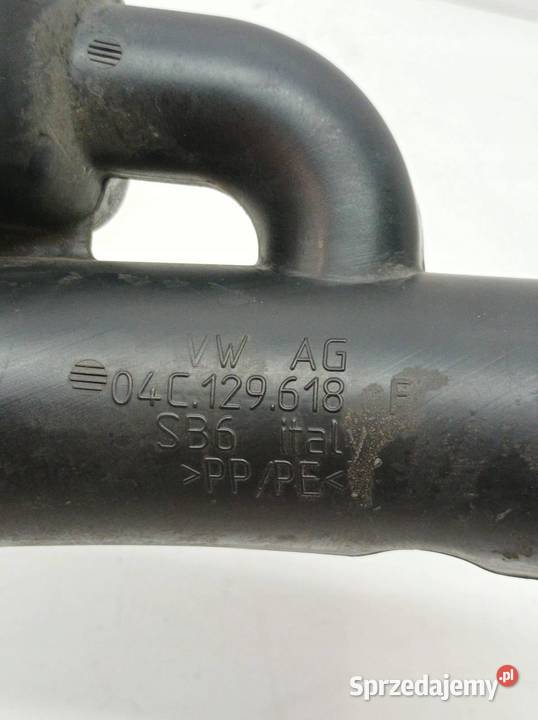 VW AG
04C.129.618 F
SB6 italy
>PP/PE<
Sprzedajemy.pl